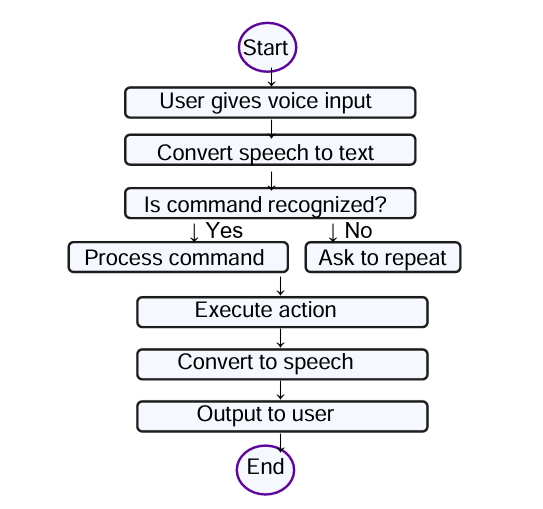 Start
User gives voice input
Convert speech to text
Is command recognized?
Yes
No
Process command
Ask to repeat
Execute action
Convert to speech
Output to user
End